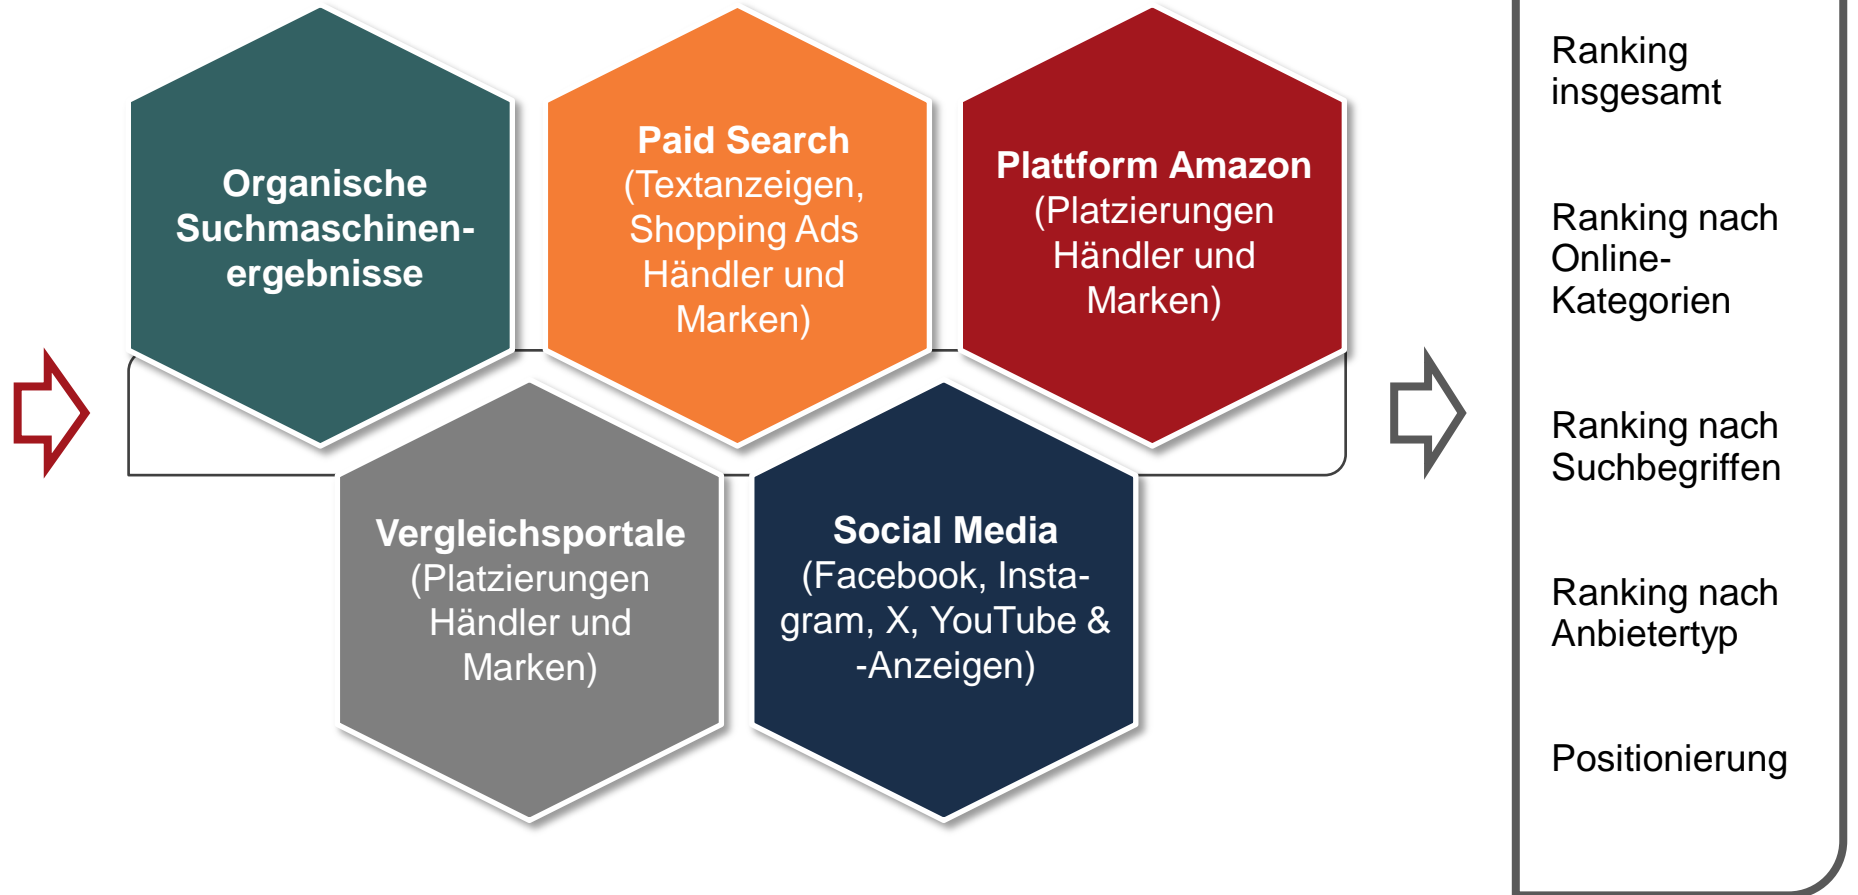 Organische
Suchmaschinen-
ergebnisse
Paid Search
(Textanzeigen,
Shopping Ads
Händler und
Marken)
Plattform Amazon
(Platzierungen
Händler und
Marken)
Vergleichsportale
(Platzierungen
Händler und
Marken)
Social Media
(Facebook, Insta-
gram, X, YouTube &
-Anzeigen)
Ranking
insgesamt
Ranking nach
Online-
Kategorien
Ranking nach
Suchbegriffen
Ranking nach
Anbietertyp
Positionierung